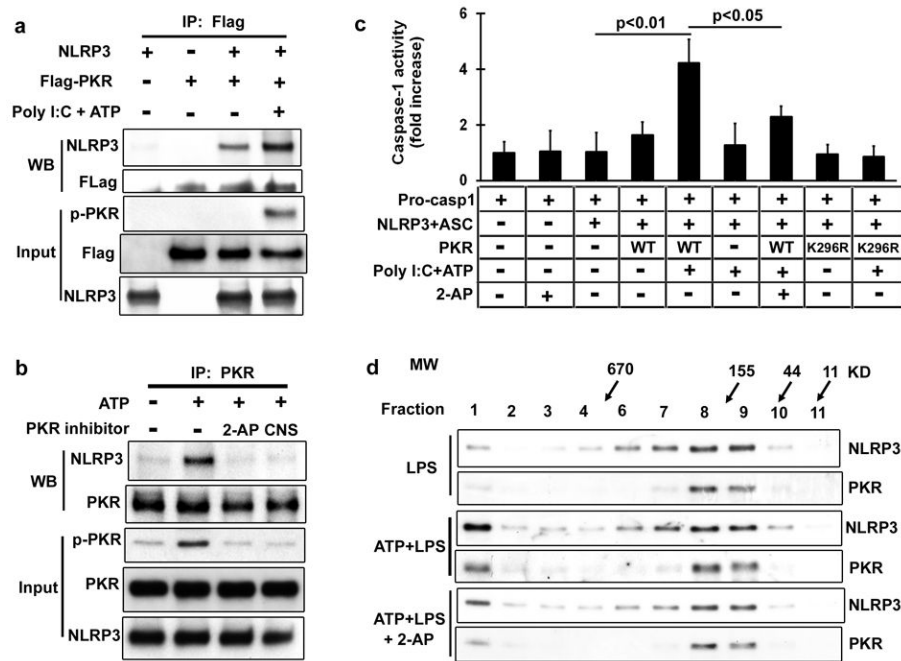 a
IP: Flag
NLRP3 + - + +
Flag-PKR - + + +
Poly I:C + ATP - - - +
WB
NLRP3
FLag
Input
p-PKR
Flag
NLRP3
b
IP: PKR
ATP - + + +
PKR inhibitor - - 2-AP CNS
WB
NLRP3
PKR
Input
p-PKR
PKR
NLRP3
c
p<0.01 p<0.05
Caspase-1 activity
(fold increase)
6
4
2
0
Pro-casp1 + + + + + + + + +
NLRP3+ASC - - + + + + + + +
PKR - - - WT WT - WT K296R K296R
Poly I:C+ATP - - - - + + + - +
2-AP - + - - - - + - -
d
MW 670 155 44 11 KD
Fraction 1 2 3 4 6 7 8 9 10 11
LPS
NLRP3
PKR
ATP+LPS
NLRP3
PKR
ATP+LPS
+ 2-AP
NLRP3
PKR